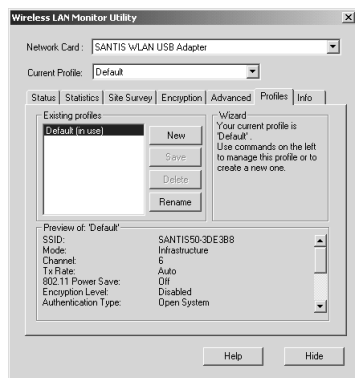 Wireless LAN Monitor Utility
Network Card : SANTIS WLAN USB Adapter
Current Profile: Default
Status Statistics Site Survey Encryption Advanced Profiles Info
Existing profiles
Default (in use)
New
Save
Delete
Rename
Wizard
Your current profile is
'Default'.
Use commands on the left
to manage this profile or to
create a new one.
Preview of: 'Default'
SSID: SANTIS50-3DE3B8
Mode: Infrastructure
Channel: 6
Tx Rate: Auto
802.11 Power Save: Off
Encryption Level: Disabled
Authentication Type: Open System
Help Hide